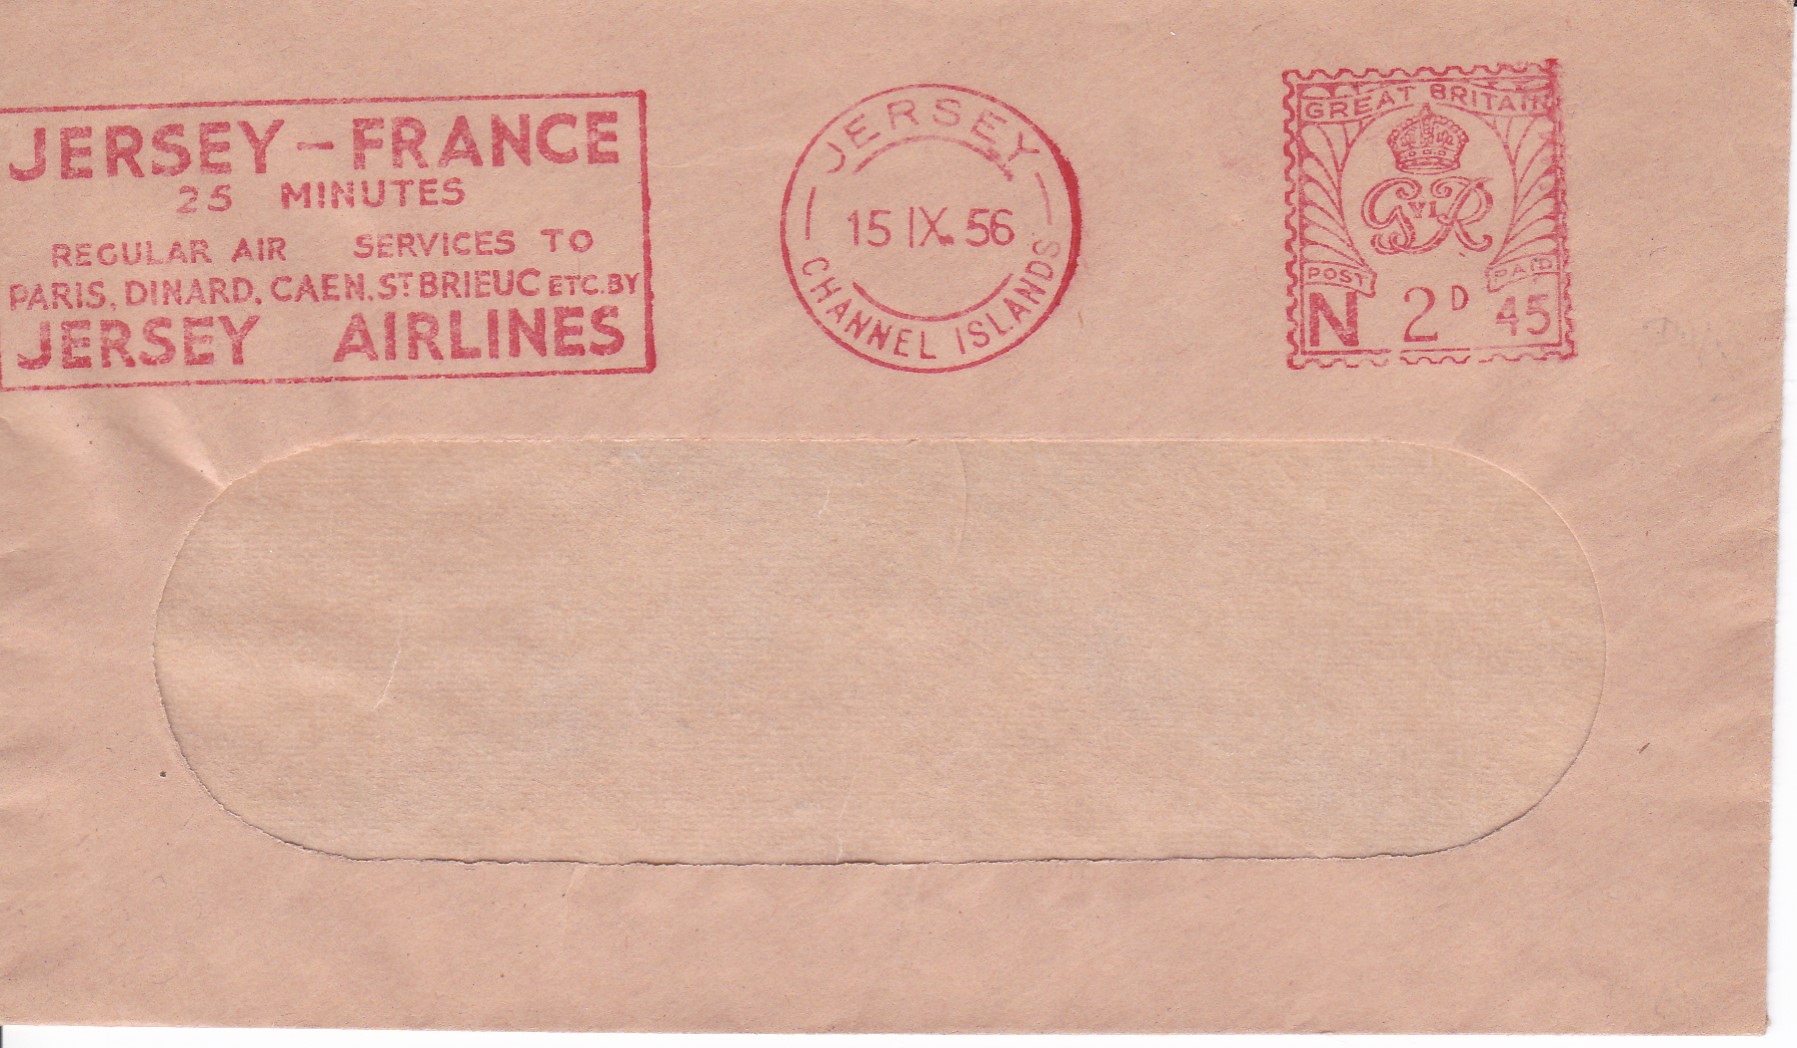 JERSEY – FRANCE
25 MINUTES
REGULAR AIR SERVICES TO
PARIS, DINARD, CAEN, ST BRIEUC ETC. BY
JERSEY AIRLINES
JERSEY
15 IX. 56
CHANNEL ISLANDS
GREAT BRITAIN
G VI R
POST PAID
N 2D 45